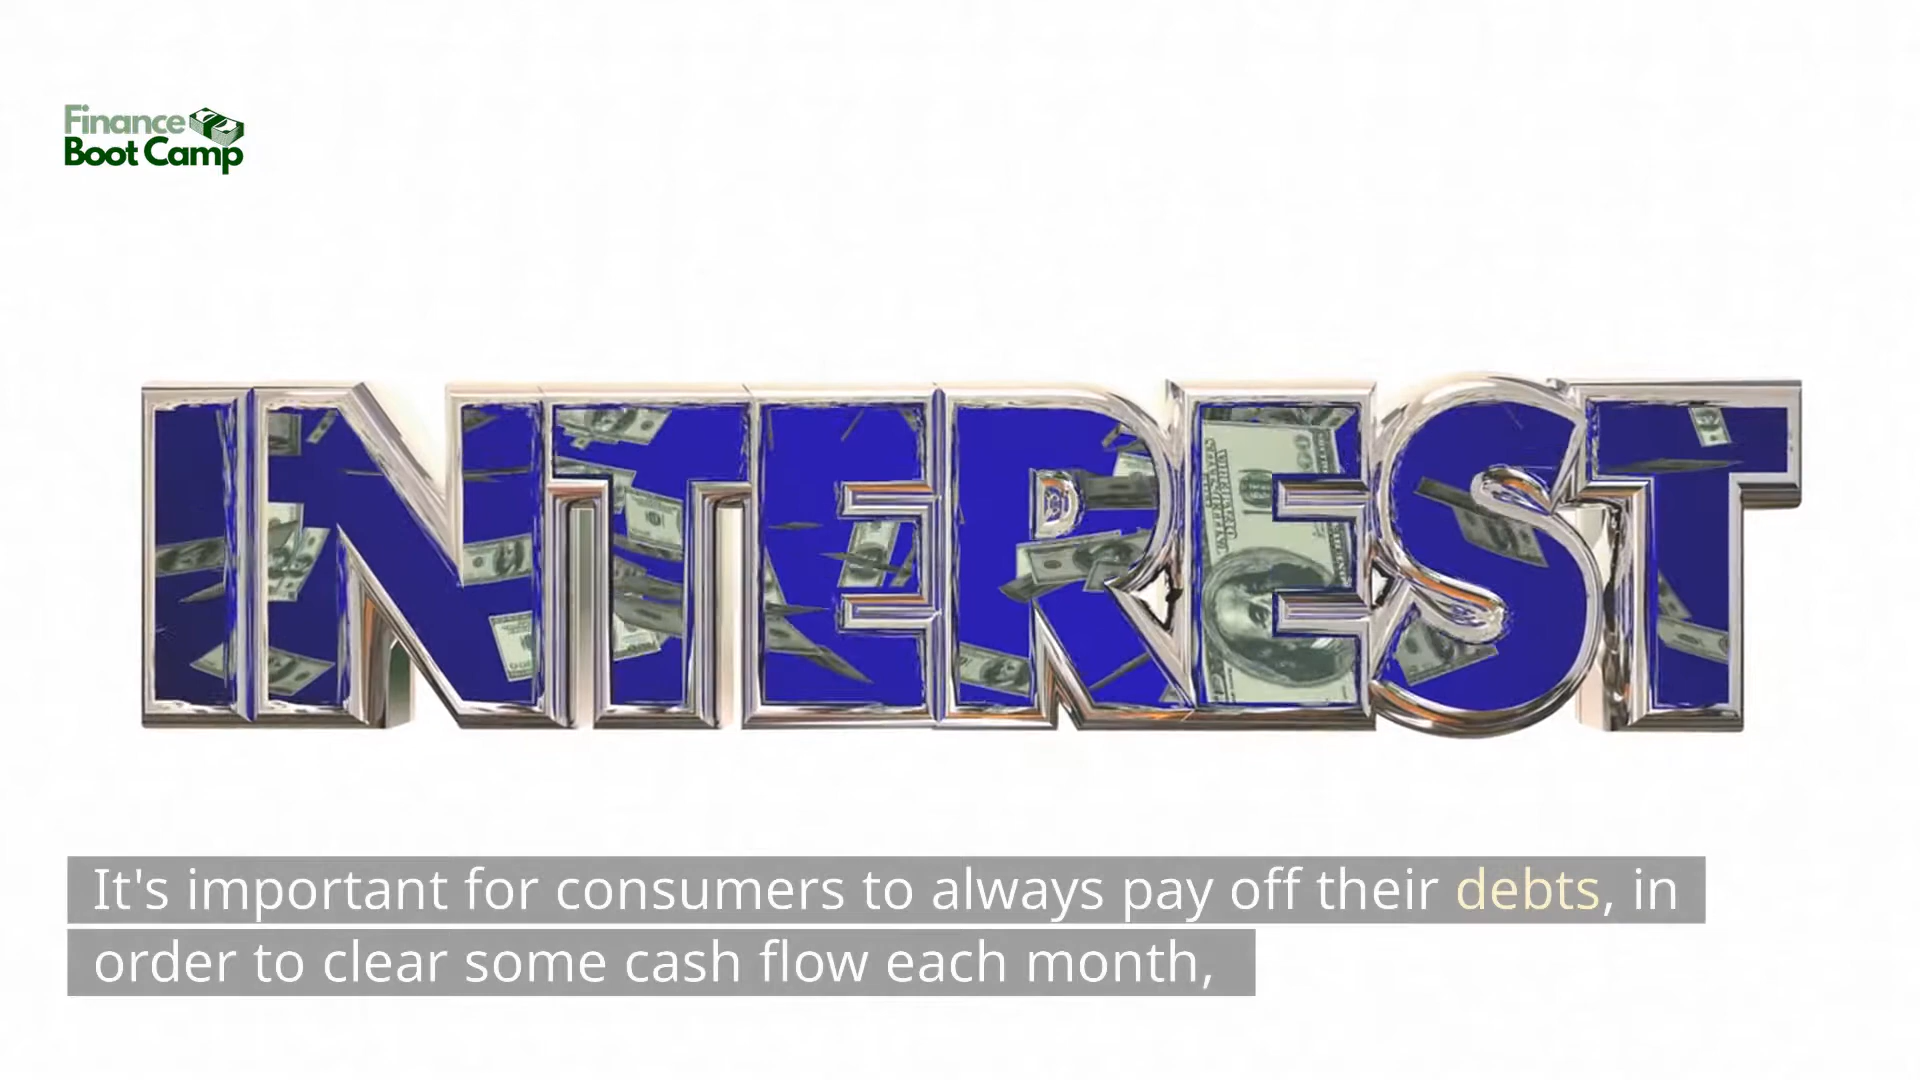 Finance
Boot Camp
INTEREST
It's important for consumers to always pay off their debts, in
order to clear some cash flow each month,